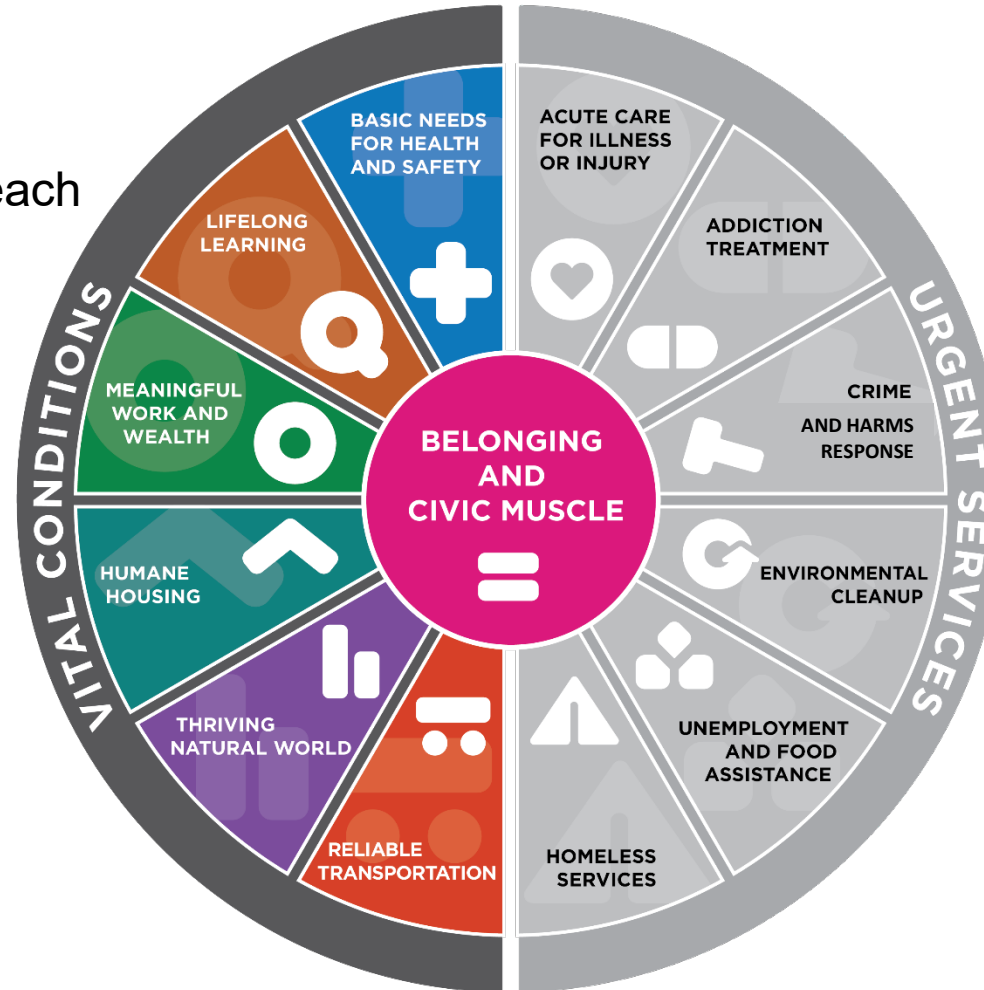 each
VITAL CONDITIONS
BASIC NEEDS
FOR HEALTH
AND SAFETY
LIFELONG
LEARNING
MEANINGFUL
WORK AND
WEALTH
HUMANE
HOUSING
THRIVING
NATURAL WORLD
RELIABLE
TRANSPORTATION
BELONGING
AND
CIVIC MUSCLE
URGENT SERVICES
ACUTE CARE
FOR ILLNESS
OR INJURY
ADDICTION
TREATMENT
CRIME
AND HARMS
RESPONSE
ENVIRONMENTAL
CLEANUP
UNEMPLOYMENT
AND FOOD
ASSISTANCE
HOMELESS
SERVICES